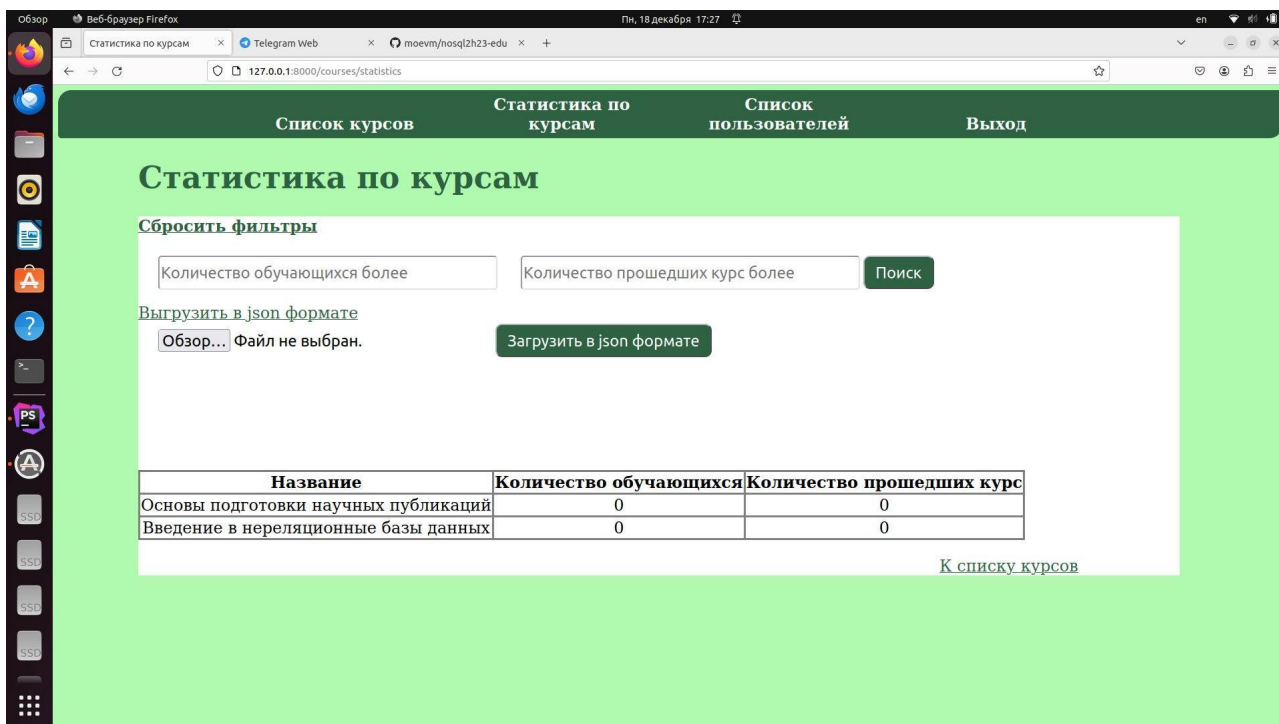 Обзор Веб-браузер Firefox Пн, 18 декабря 17:27 en
Статистика по курсам × Telegram Web × moevm/nosql2h23-edu × +
127.0.0.1:8000/courses/statistics
Список курсов Статистика по курсам Список пользователей Выход
Статистика по курсам
Сбросить фильтры
Количество обучающихся более Количество прошедших курс более Поиск
Выгрузить в json формате
Обзор... Файл не выбран. Загрузить в json формате
Название Количество обучающихся Количество прошедших курс
Основы подготовки научных публикаций 0 0
Введение в нереляционные базы данных 0 0
К списку курсов
PS
SSD
SSD
SSD
SSD